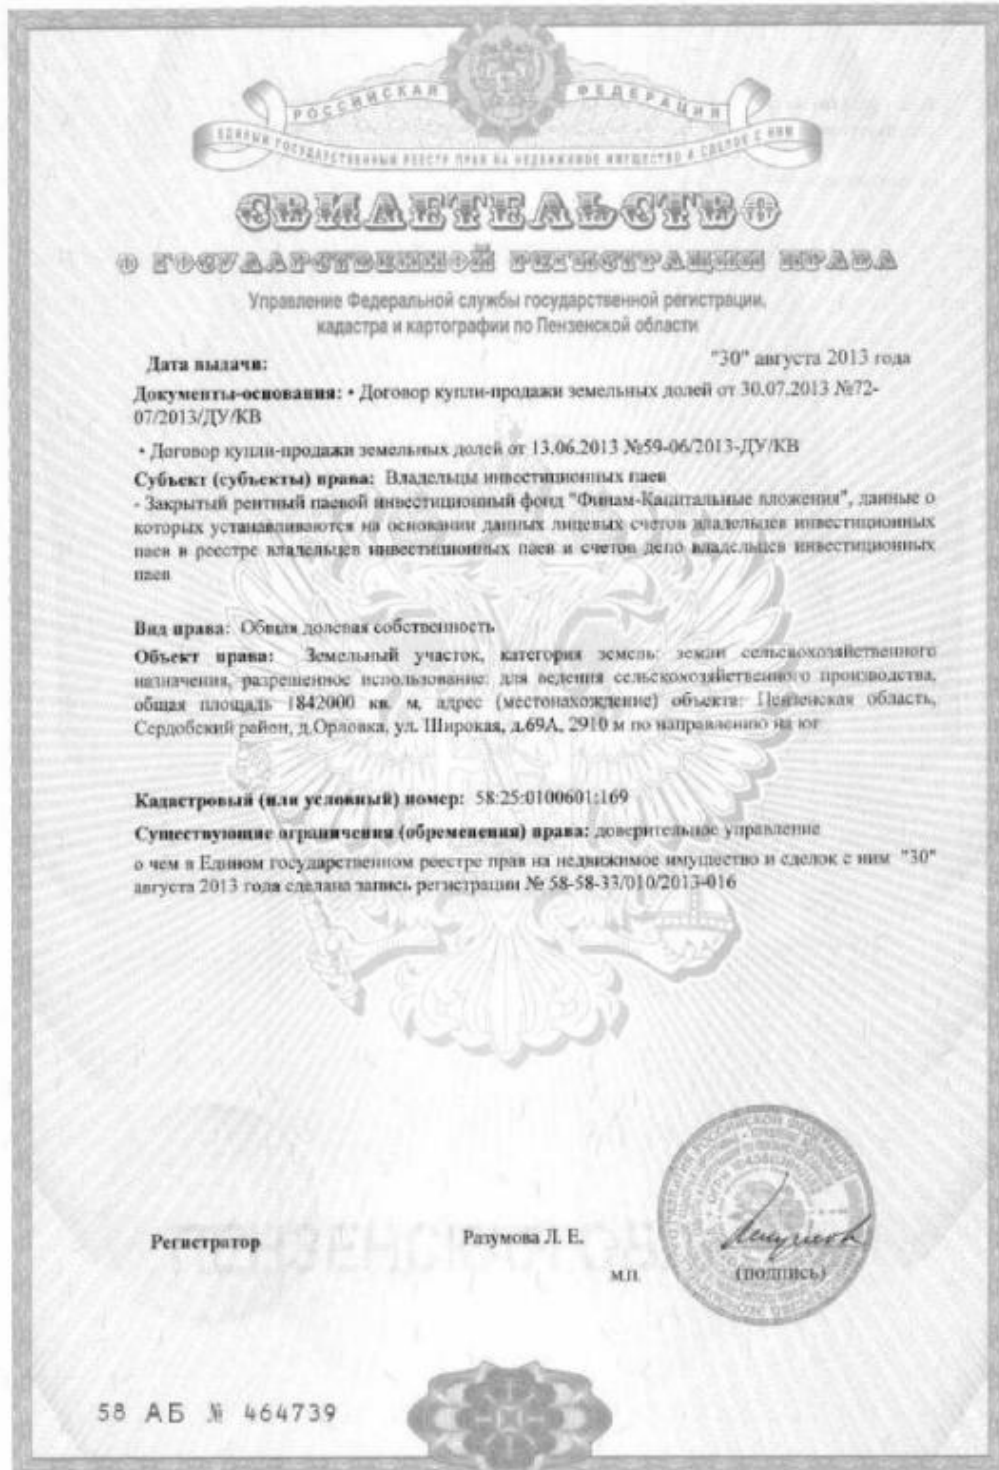 РОССИЙСКАЯ ФЕДЕРАЦИЯ
ЕДИНЫЙ ГОСУДАРСТВЕННЫЙ РЕЕСТР ПРАВ НА НЕДВИЖИМОЕ ИМУЩЕСТВО И СДЕЛОК С НИМ
СВИДЕТЕЛЬСТВО
О ГОСУДАРСТВЕННОЙ РЕГИСТРАЦИИ ПРАВА
Управление Федеральной службы государственной регистрации,
кадастра и картографии по Пензенской области
Дата выдачи: "30" августа 2013 года
Документы-основания: • Договор купли-продажи земельных долей от 30.07.2013 №72-
07/2013/ДУ/КВ
• Договор купли-продажи земельных долей от 13.06.2013 №59-06/2013-ДУ/КВ
Субъект (субъекты) права: Владельцы инвестиционных паев
- Закрытый рентный паевой инвестиционный фонд "Финам-Капитальные вложения", данные о
которых устанавливаются на основании данных лицевых счетов владельцев инвестиционных
паев в реестре владельцев инвестиционных паев и счетов депо владельцев инвестиционных
паев
Вид права: Общая долевая собственность
Объект права: Земельный участок, категория земель: земли сельскохозяйственного
назначения, разрешенное использование: для ведения сельскохозяйственного производства,
общая площадь 1842000 кв. м, адрес (местонахождение) объекта: Пензенская область,
Сердобский район, д.Орловка, ул. Широкая, д.69А, 2910 м по направлению на юг
Кадастровый (или условный) номер: 58:25:0100601:169
Существующие ограничения (обременения) права: доверительное управление
о чем в Едином государственном реестре прав на недвижимое имущество и сделок с ним "30"
августа 2013 года сделана запись регистрации № 58-58-33/010/2013-016
Регистратор Разумова Л. Е.
м.п. (подпись)
58 АБ № 464739